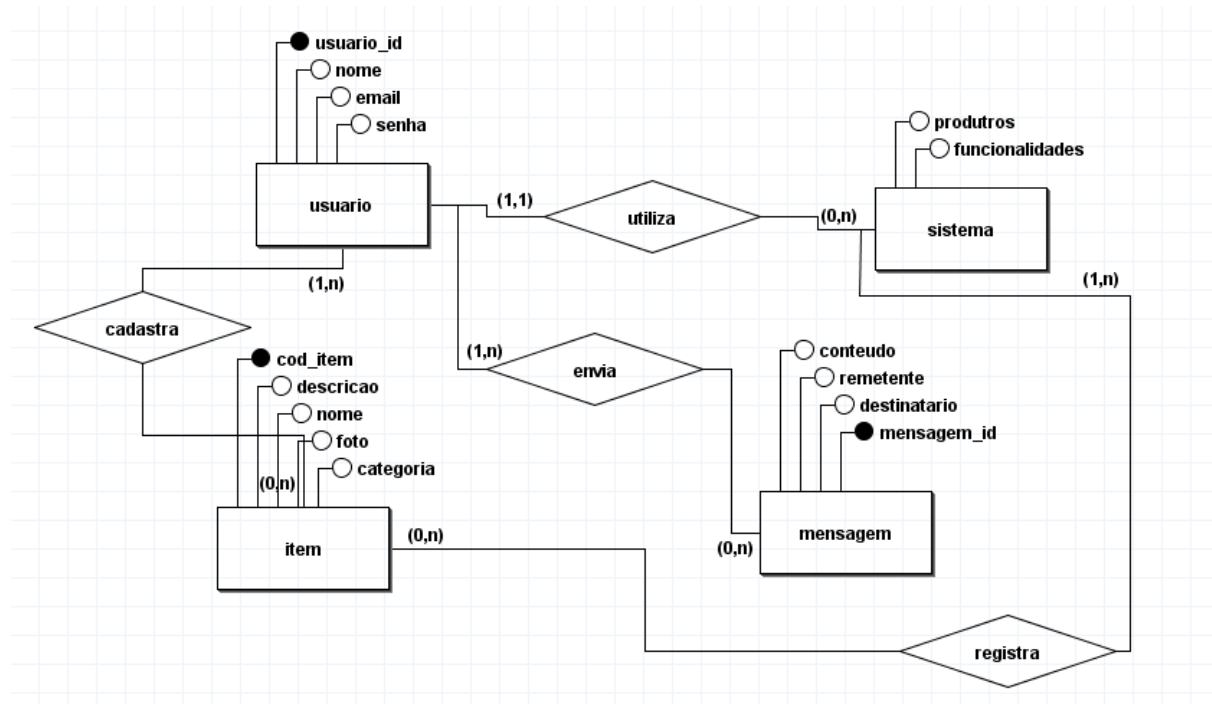 usuario_id
nome
email
senha
usuario
(1,1)
utiliza
(0,n)
produtros
funcionalidades
sistema
(1,n)
(1,n)
cadastra
cod_item
descricao
nome
foto
categoria
(0,n)
item
(0,n)
(1,n)
envia
conteudo
remetente
destinatario
mensagem_id
mensagem
(0,n)
registra